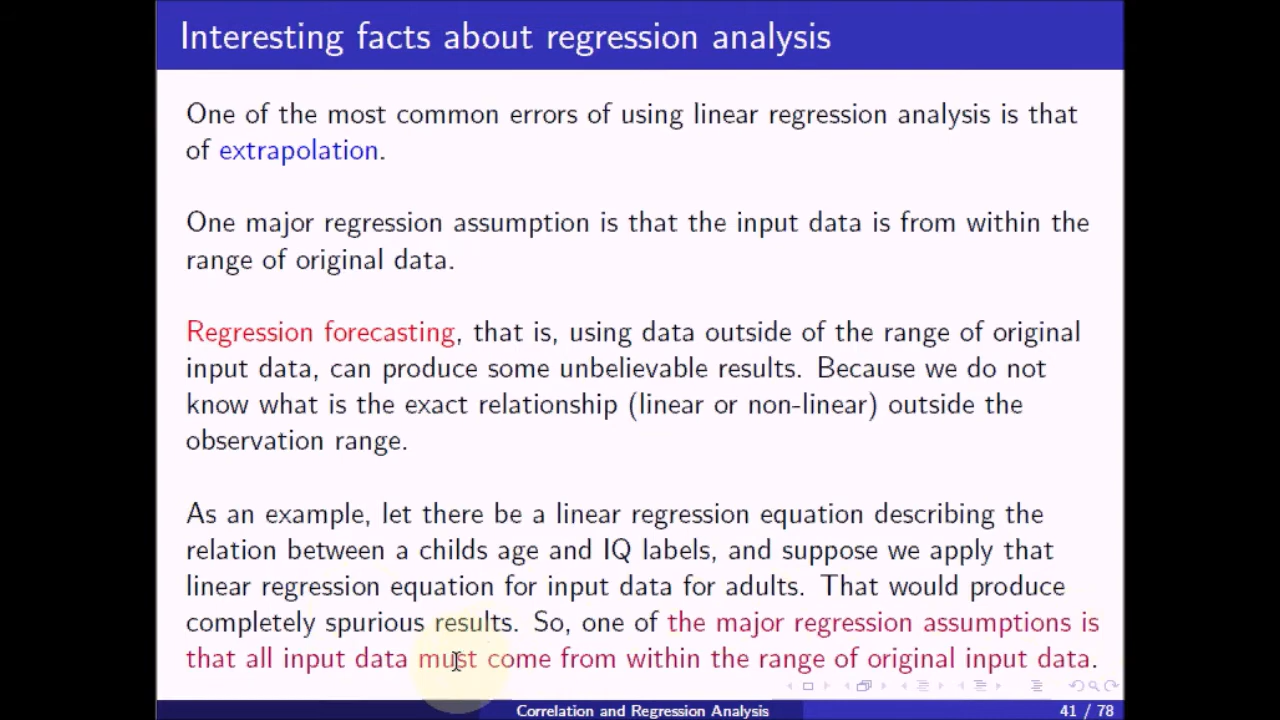 Interesting facts about regression analysis
One of the most common errors of using linear regression analysis is that
of extrapolation.
One major regression assumption is that the input data is from within the
range of original data.
Regression forecasting, that is, using data outside of the range of original
input data, can produce some unbelievable results. Because we do not
know what is the exact relationship (linear or non-linear) outside the
observation range.
As an example, let there be a linear regression equation describing the
relation between a childs age and IQ labels, and suppose we apply that
linear regression equation for input data for adults. That would produce
completely spurious results. So, one of the major regression assumptions is
that all input data must come from within the range of original input data.
Correlation and Regression Analysis
41 / 78